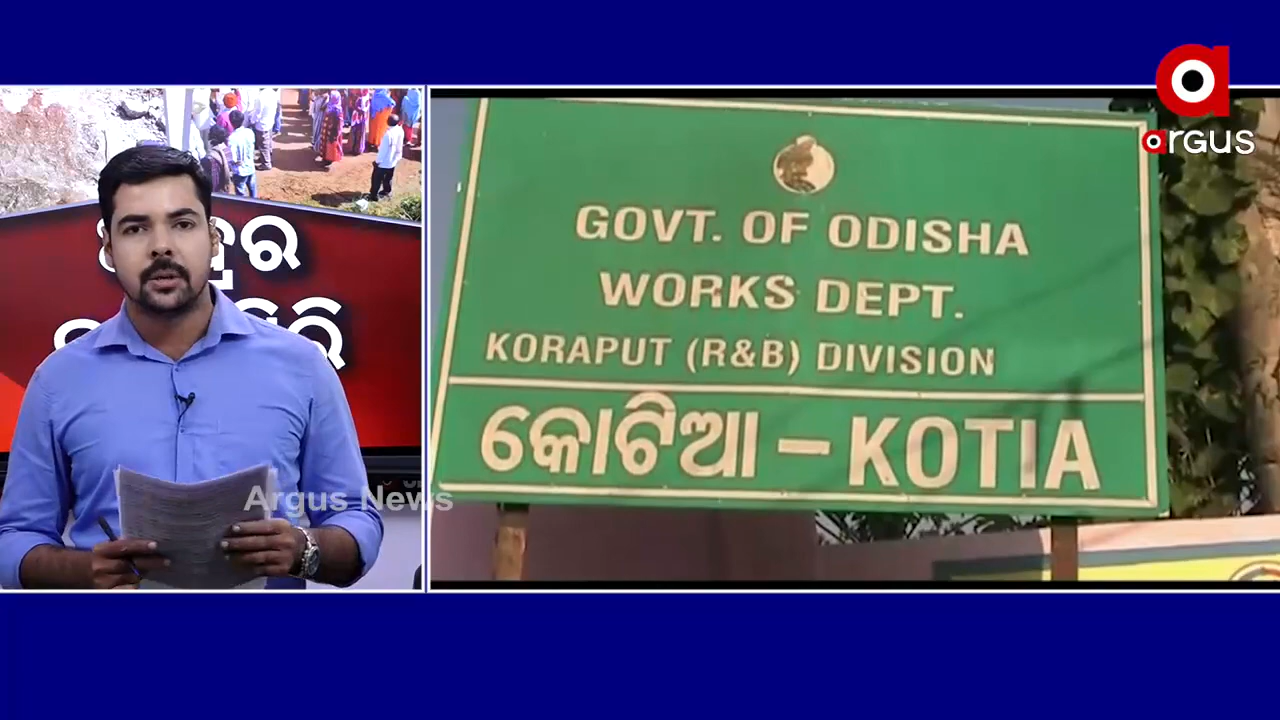 argus
GOVT. OF ODISHA
WORKS DEPT.
KORAPUT (R&B) DIVISION
କୋଟିଆ – KOTIA
Argus News